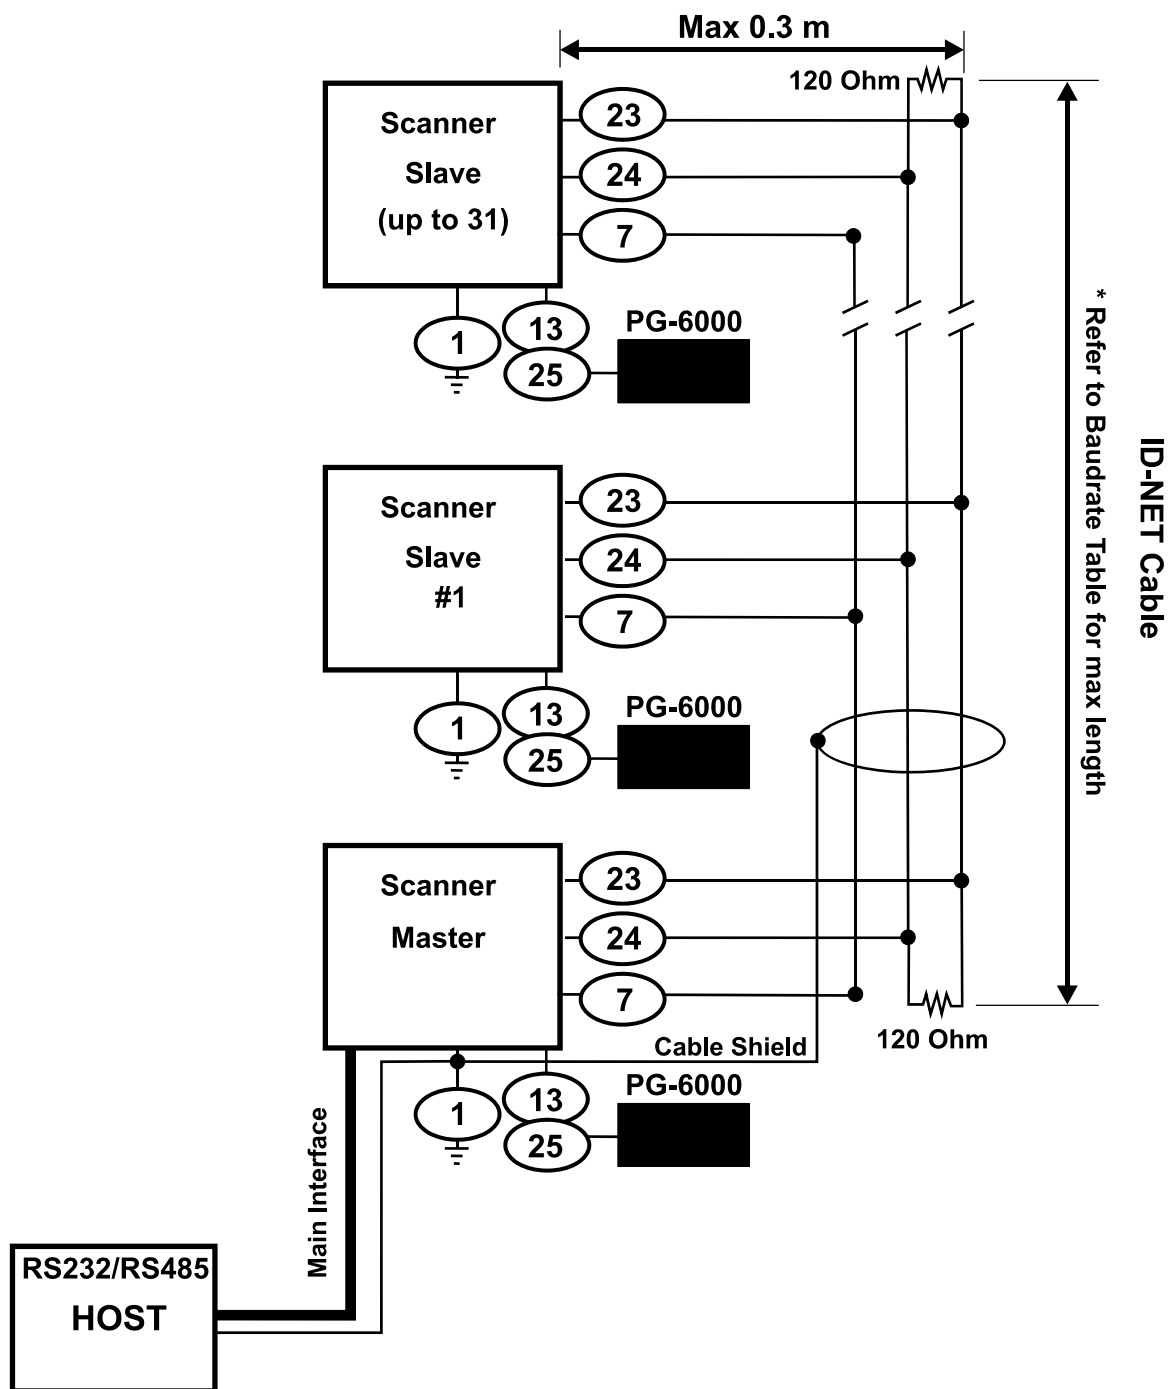 Max 0.3 m
120 Ohm
Scanner
Slave
(up to 31)
23
24
7
1
13
25
PG-6000
Scanner
Slave
#1
23
24
7
1
13
25
PG-6000
Scanner
Master
23
24
7
120 Ohm
Cable Shield
1
13
25
PG-6000
Main Interface
RS232/RS485
HOST
* Refer to Baudrate Table for max length
ID-NET Cable